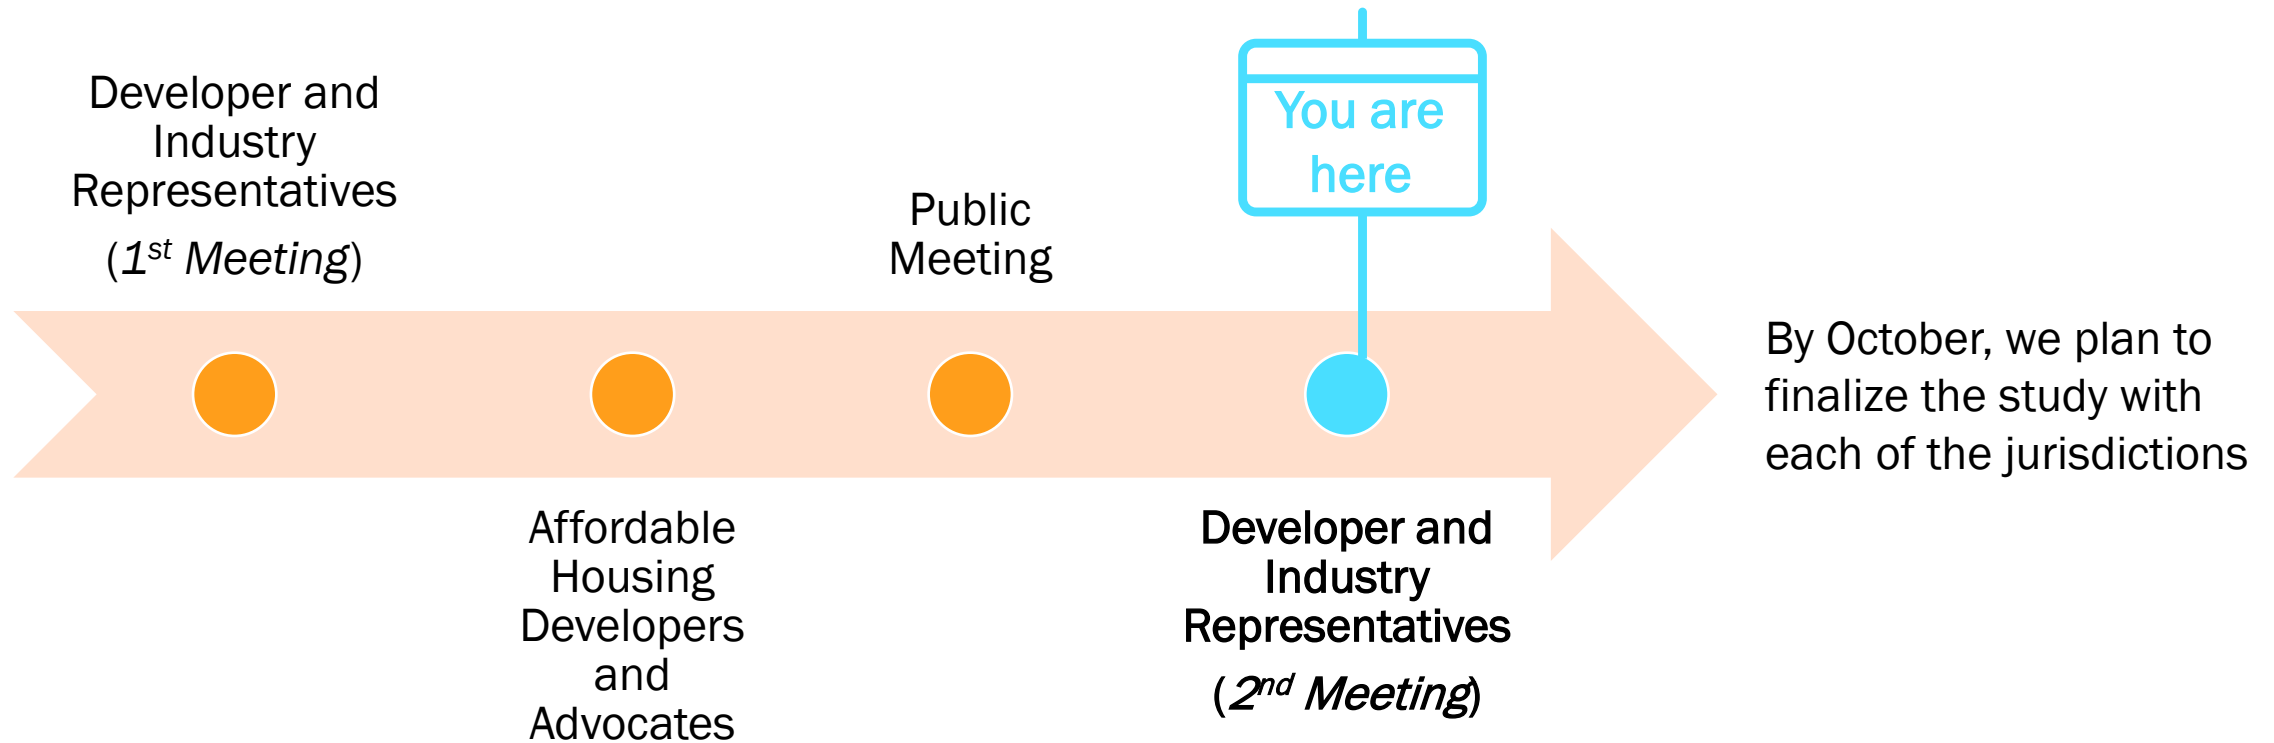 Developer and
Industry
Representatives
(1st Meeting)
Affordable
Housing
Developers
and
Advocates
Public
Meeting
You are
here
Developer and
Industry
Representatives
(2nd Meeting)
By October, we plan to
finalize the study with
each of the jurisdictions